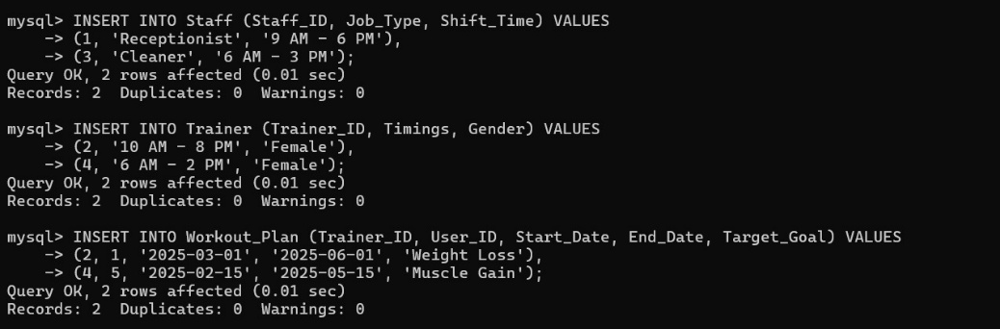 mysql> INSERT INTO Staff (Staff_ID, Job_Type, Shift_Time) VALUES
    -> (1, 'Receptionist', '9 AM - 6 PM'),
    -> (3, 'Cleaner', '6 AM - 3 PM');
Query OK, 2 rows affected (0.01 sec)
Records: 2  Duplicates: 0  Warnings: 0

mysql> INSERT INTO Trainer (Trainer_ID, Timings, Gender) VALUES
    -> (2, '10 AM - 8 PM', 'Female'),
    -> (4, '6 AM - 2 PM', 'Female');
Query OK, 2 rows affected (0.01 sec)
Records: 2  Duplicates: 0  Warnings: 0

mysql> INSERT INTO Workout_Plan (Trainer_ID, User_ID, Start_Date, End_Date, Target_Goal) VALUES
    -> (2, 1, '2025-03-01', '2025-06-01', 'Weight Loss'),
    -> (4, 5, '2025-02-15', '2025-05-15', 'Muscle Gain');
Query OK, 2 rows affected (0.01 sec)
Records: 2  Duplicates: 0  Warnings: 0